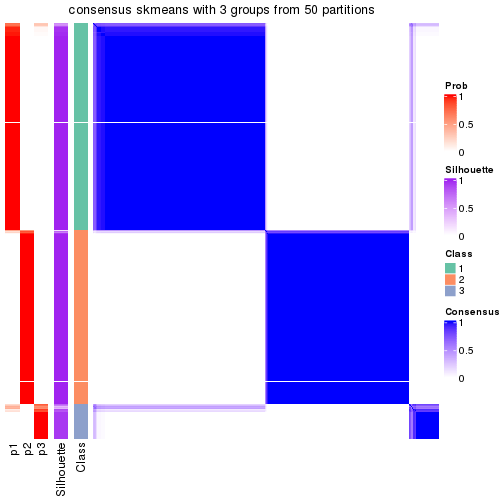 consensus skmeans with 3 groups from 50 partitions
Prob
1
0.5
0
Silhouette
1
0.5
0
Class
1
2
3
Consensus
1
0.5
0
p1
p2
p3
Silhouette
Class